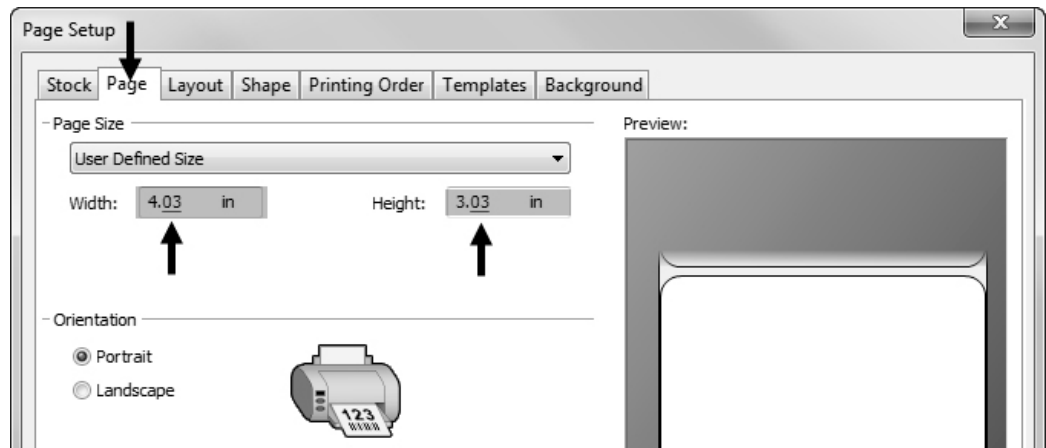 Page Setup
X
Stock Page Layout Shape Printing Order Templates Background
Page Size
Preview:
User Defined Size
Width: 4.03 in Height: 3.03 in
Orientation
Portrait
Landscape
123